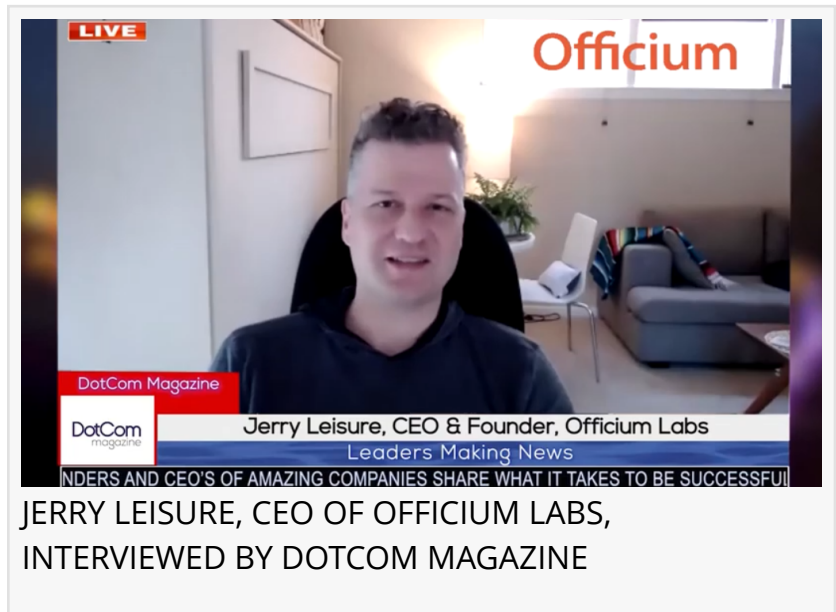 LIVE
Officium
DotCom Magazine
DotCom
magazine
Jerry Leisure, CEO & Founder, Officium Labs
Leaders Making News
NDERS AND CEO'S OF AMAZING COMPANIES SHARE WHAT IT TAKES TO BE SUCCESSFUL
JERRY LEISURE, CEO OF OFFICIUM LABS,
INTERVIEWED BY DOTCOM MAGAZINE